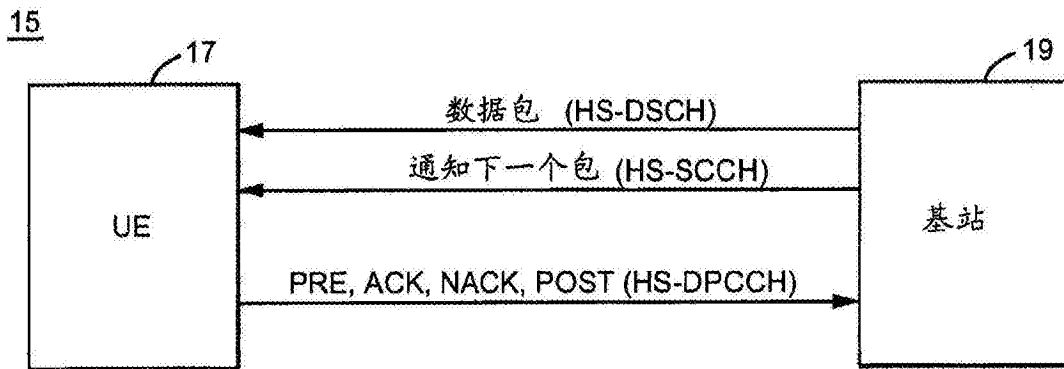 15
17
19
数据包 (HS-DSCH)
通知下一个包 (HS-SCCH)
UE
基站
PRE, ACK, NACK, POST (HS-DPCCH)